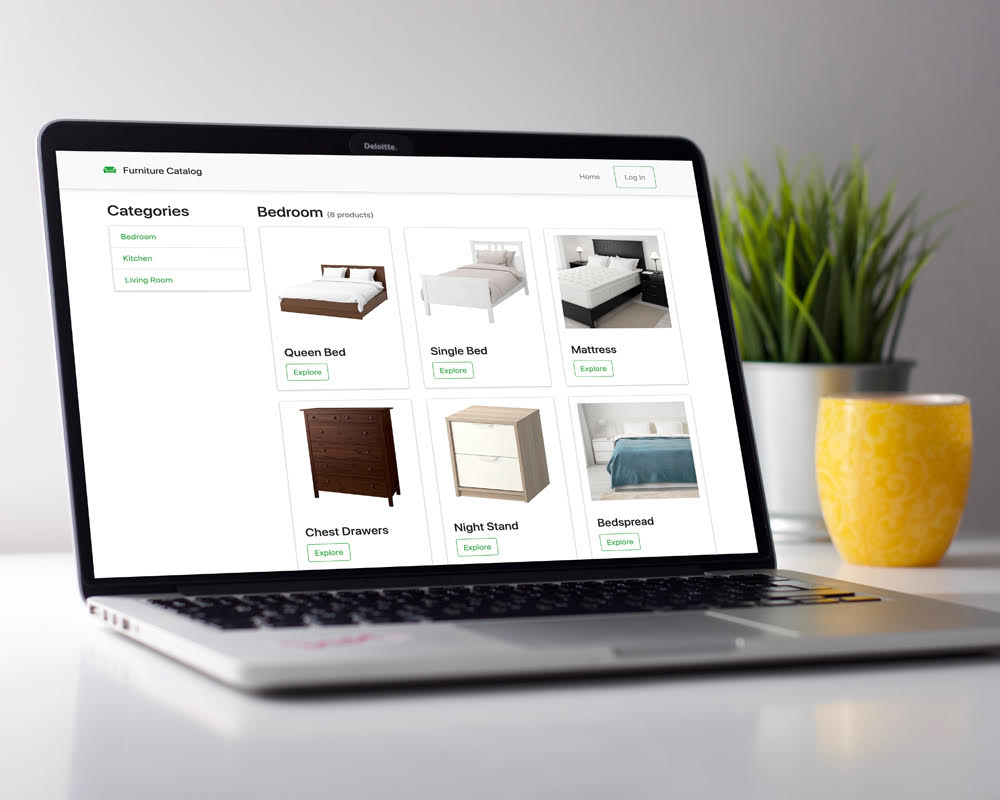 Deloitte.
Furniture Catalog
Home
Log in
Categories
Bedroom
Kitchen
Living Room
Bedroom (8 products)
Queen Bed
Explore
Single Bed
Explore
Mattress
Explore
Chest Drawers
Explore
Night Stand
Explore
Bedspread
Explore